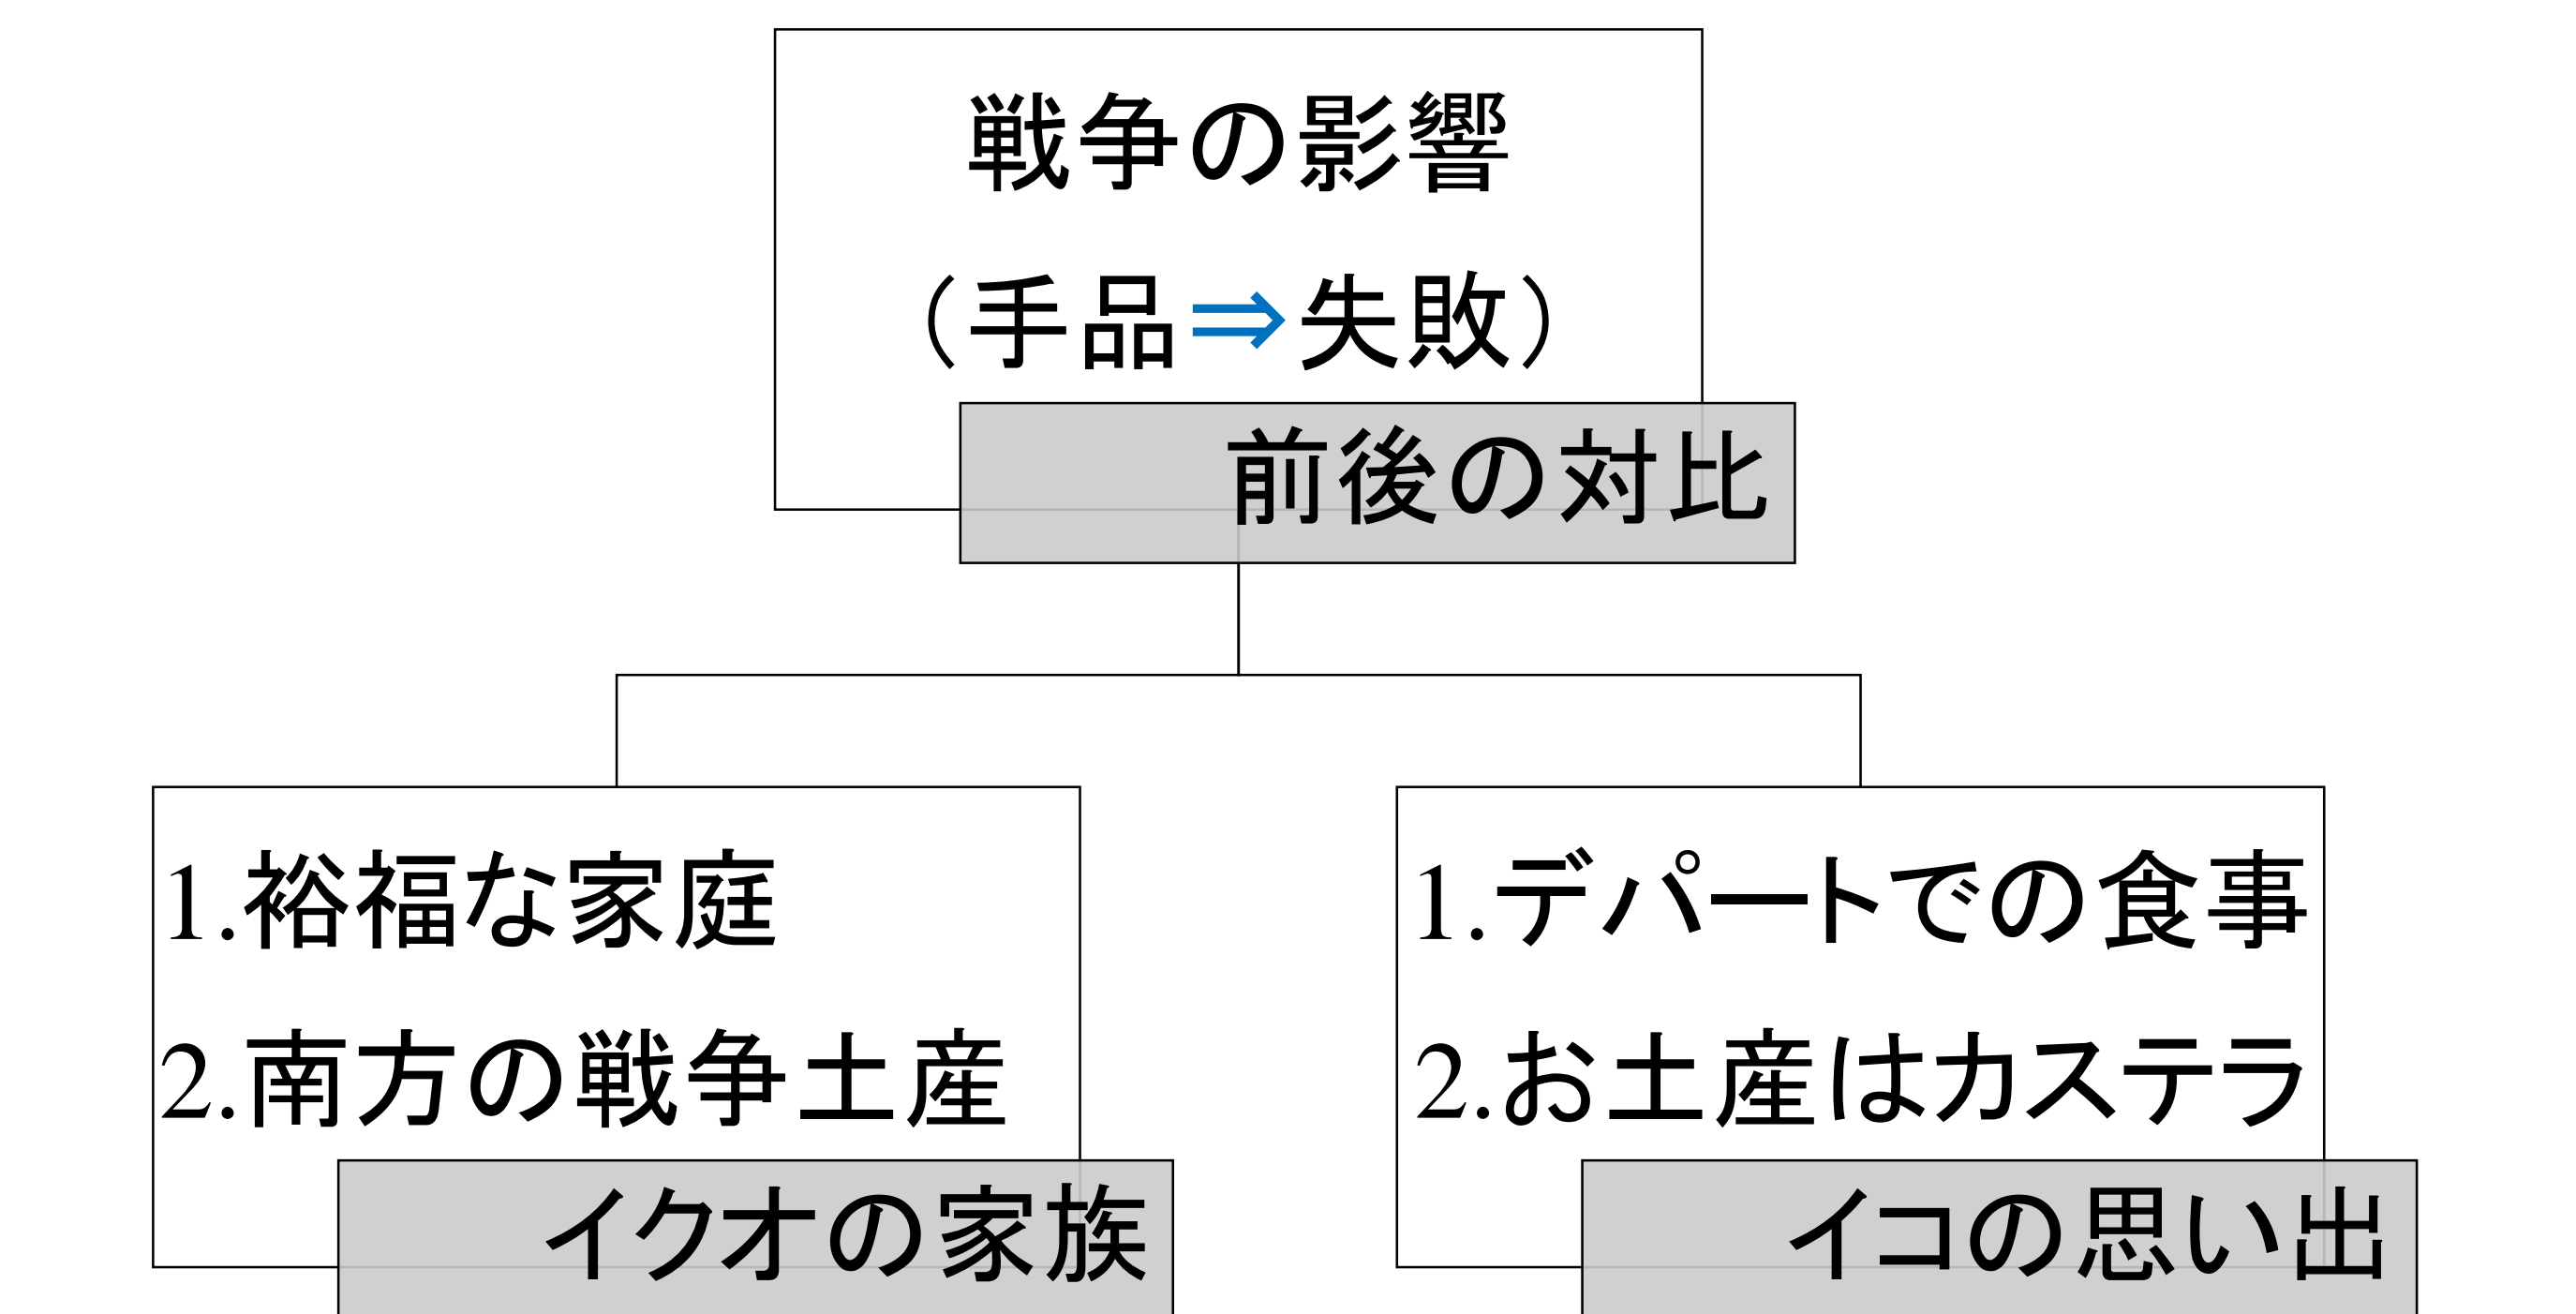 戦争の影響
（手品⇒失敗）
前後の対比
1.裕福な家庭
2.南方の戦争土産
イクオの家族
1.デパートでの食事
2.お土産はカステラ
イコの思い出